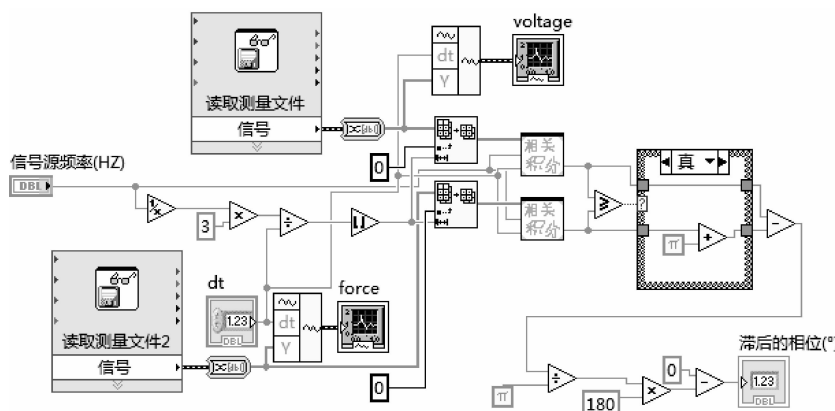 voltage
dt
Y
读取测量文件
信号
信号源频率(HZ)
DBL
1/x
3
0
相关
积分
0
相关
积分
真
?
π
dt
1.23
DBL
force
dt
Y
读取测量文件2
信号
0
π
180
0
滞后的相位(°)
1.23
DBL